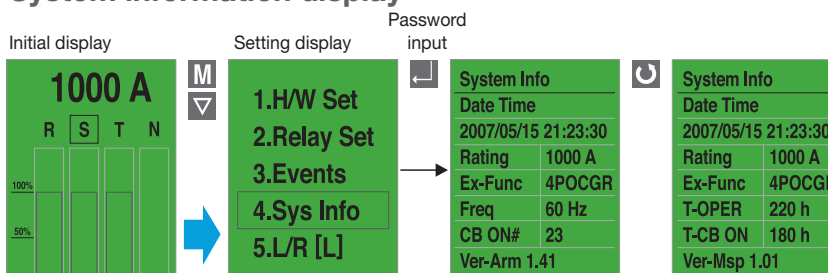 System information display
Password
Initial display
Setting display
input
1000 A
R S T N
100%
50%
M
1.H/W Set
2.Relay Set
3.Events
4.Sys Info
5.L/R [L]
System Info
Date Time
2007/05/15 21:23:30
Rating 1000 A
Ex-Func 4POCGR
Freq 60 Hz
CB ON# 23
Ver-Arm 1.41
System Info
Date Time
2007/05/15 21:23:30
Rating 1000 A
Ex-Func 4POCG
T-OPER 220 h
T-CB ON 180 h
Ver-Msp 1.01